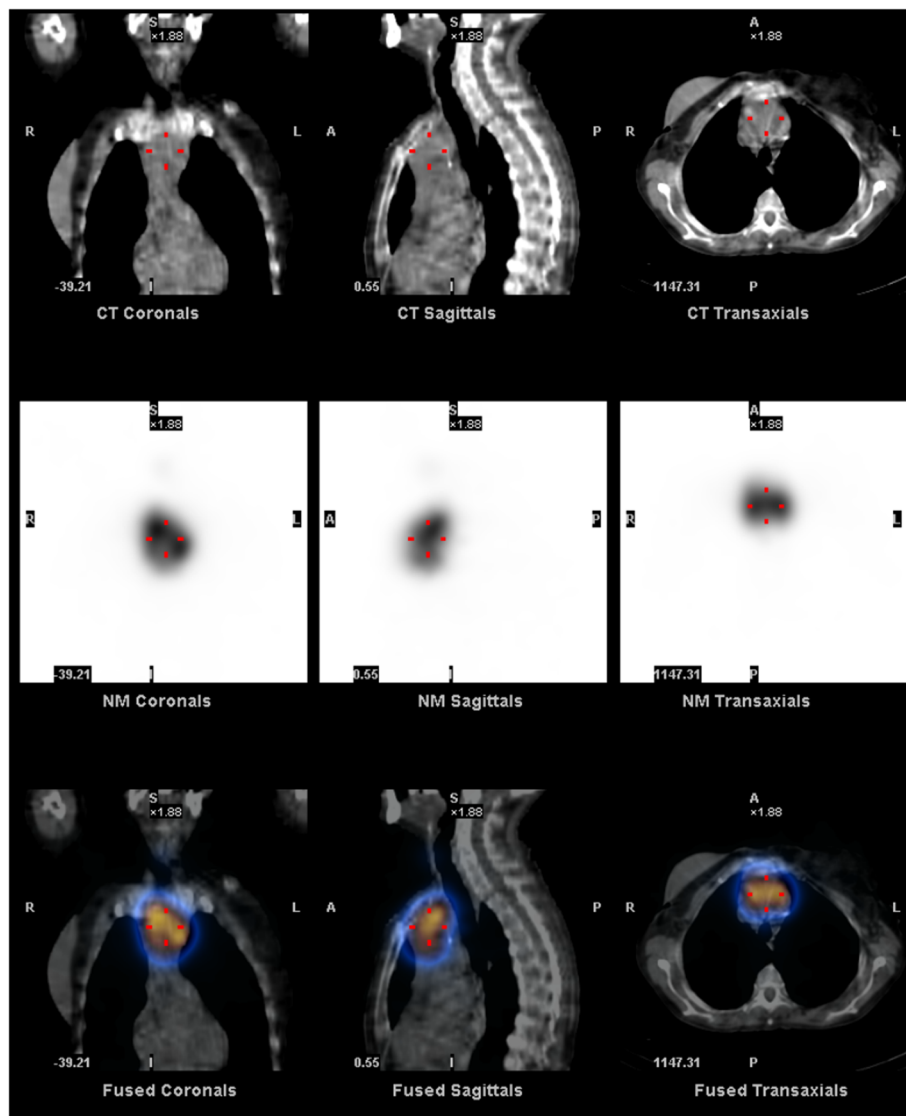 S S A
×1.88 ×1.88 ×1.88
R L A P R L
-39.21 I 0.55 I 1147.31 P
CT Coronals CT Sagittals CT Transaxials
S S A
×1.88 ×1.88 ×1.88
R L A P R L
-39.21 I 0.55 I 1147.31 P
NM Coronals NM Sagittals NM Transaxials
S S A
×1.88 ×1.88 ×1.88
R L A P R L
-39.21 I 0.55 I 1147.31 P
Fused Coronals Fused Sagittals Fused Transaxials